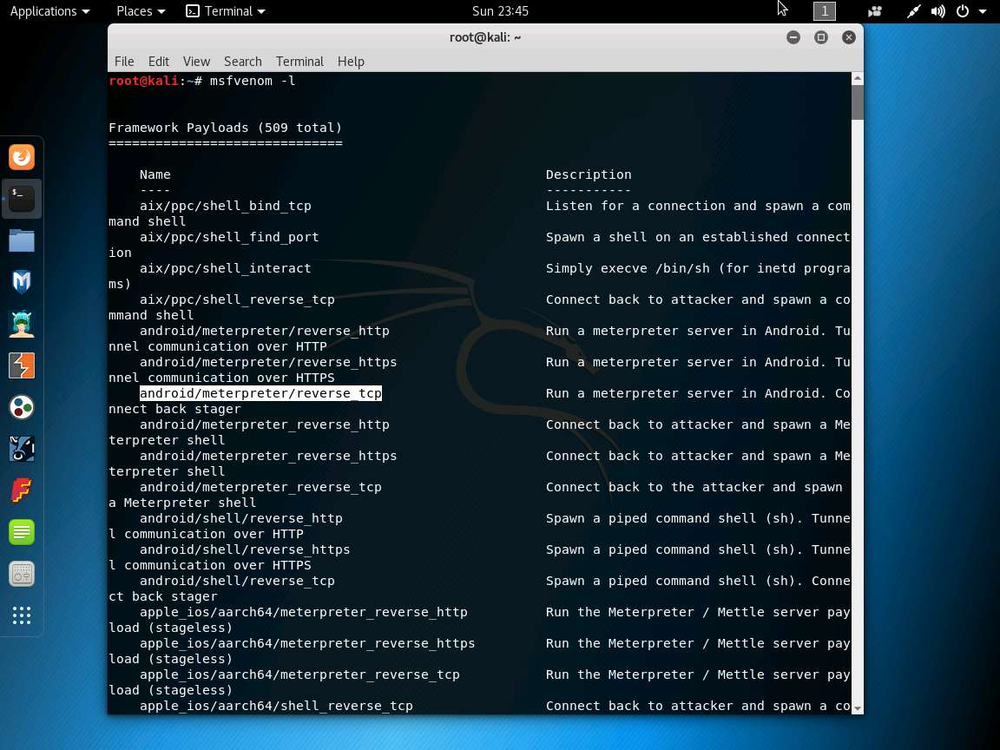 Applications Places Terminal Sun 23:45 1
root@kali: ~
File Edit View Search Terminal Help
root@kali:~# msfvenom -l
Framework Payloads (509 total)
==============================
Name Description
---- -----------
aix/ppc/shell_bind_tcp Listen for a connection and spawn a com
mand shell
aix/ppc/shell_find_port Spawn a shell on an established connect
ion
aix/ppc/shell_interact Simply execve /bin/sh (for inetd progra
ms)
aix/ppc/shell_reverse_tcp Connect back to attacker and spawn a co
mmand shell
android/meterpreter/reverse_http Run a meterpreter server in Android. Tu
nnel communication over HTTP
android/meterpreter/reverse_https Run a meterpreter server in Android. Tu
nnel communication over HTTPS
android/meterpreter/reverse_tcp Run a meterpreter server in Android. Co
nnect back stager
android/meterpreter_reverse_http Connect back to attacker and spawn a Me
terpreter shell
android/meterpreter_reverse_https Connect back to attacker and spawn a Me
terpreter shell
android/meterpreter_reverse_tcp Connect back to the attacker and spawn
a Meterpreter shell
android/shell/reverse_http Spawn a piped command shell (sh). Tunne
l communication over HTTP
android/shell/reverse_https Spawn a piped command shell (sh). Tunne
l communication over HTTPS
android/shell/reverse_tcp Spawn a piped command shell (sh). Conne
ct back stager
apple_ios/aarch64/meterpreter_reverse_http Run the Meterpreter / Mettle server pay
load (stageless)
apple_ios/aarch64/meterpreter_reverse_https Run the Meterpreter / Mettle server pay
load (stageless)
apple_ios/aarch64/meterpreter_reverse_tcp Run the Meterpreter / Mettle server pay
load (stageless)
apple_ios/aarch64/shell_reverse_tcp Connect back to attacker and spawn a co